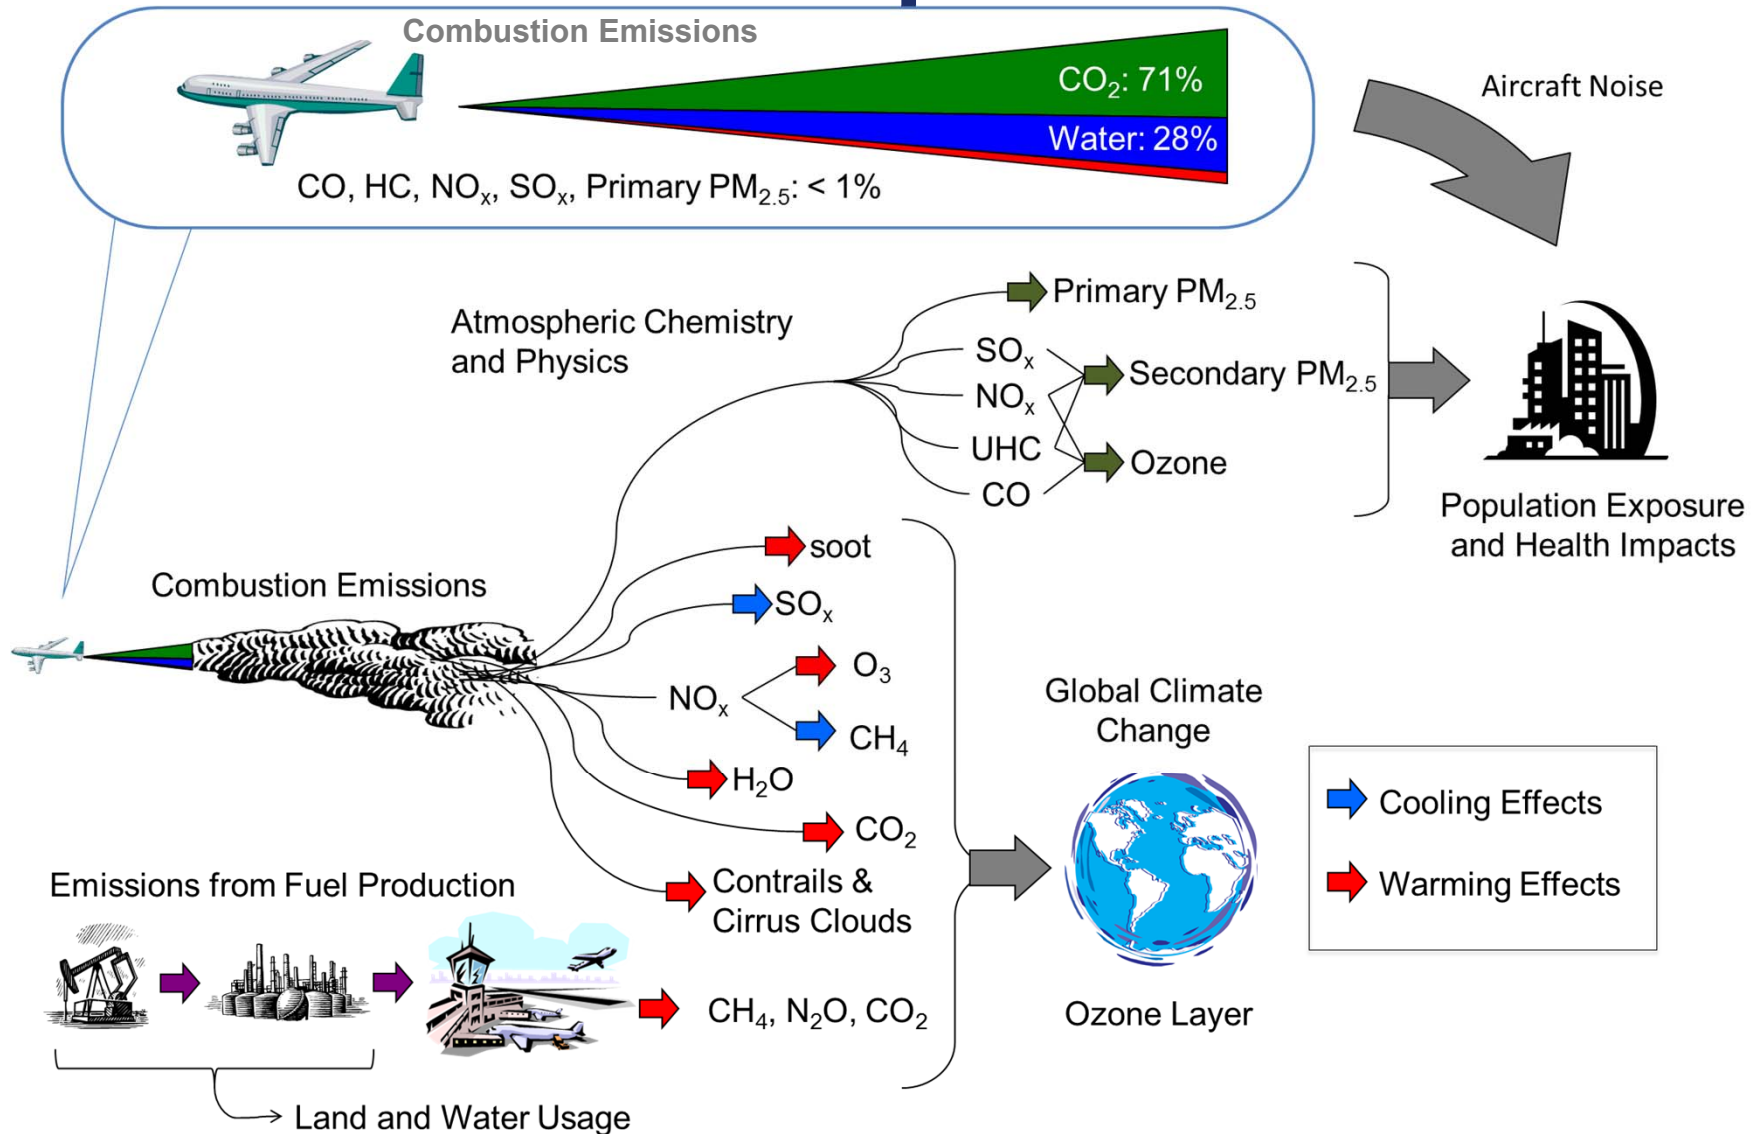 Combustion Emissions
CO₂: 71%
Water: 28%
CO, HC, NOₓ, SOₓ, Primary PM₂.₅: < 1%
Aircraft Noise
Atmospheric Chemistry
and Physics
Primary PM₂.₅
SOₓ
NOₓ
UHC
CO
Secondary PM₂.₅
Ozone
Population Exposure
and Health Impacts
Combustion Emissions
soot
SOₓ
NOₓ
O₃
CH₄
H₂O
CO₂
Contrails &
Cirrus Clouds
Global Climate
Change
Ozone Layer
Cooling Effects
Warming Effects
Emissions from Fuel Production
CH₄, N₂O, CO₂
Land and Water Usage